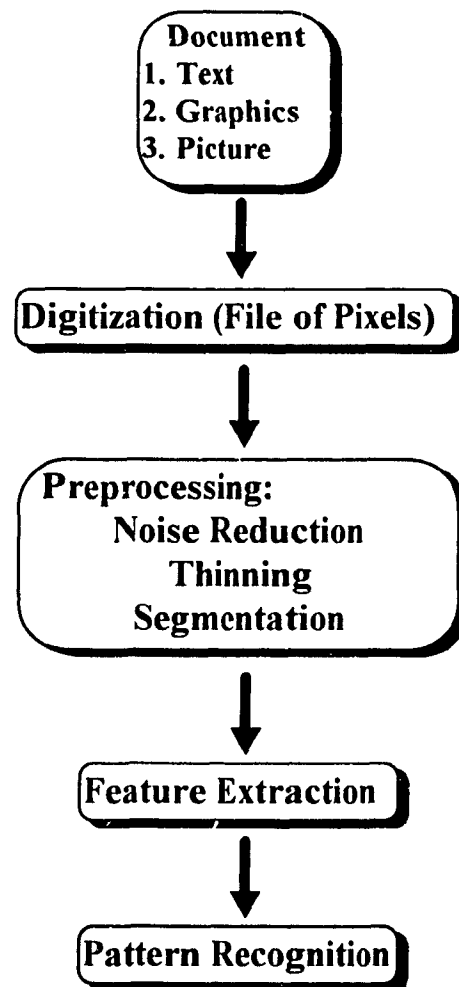 Document
1. Text
2. Graphics
3. Picture
Digitization (File of Pixels)
Preprocessing:
Noise Reduction
Thinning
Segmentation
Feature Extraction
Pattern Recognition